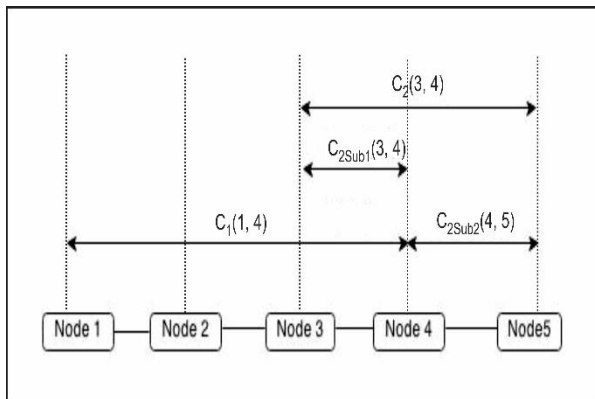 C2(3, 4)
C2Sub1(3, 4)
C1(1, 4)
C2Sub2(4, 5)
Node 1
Node 2
Node 3
Node 4
Node5